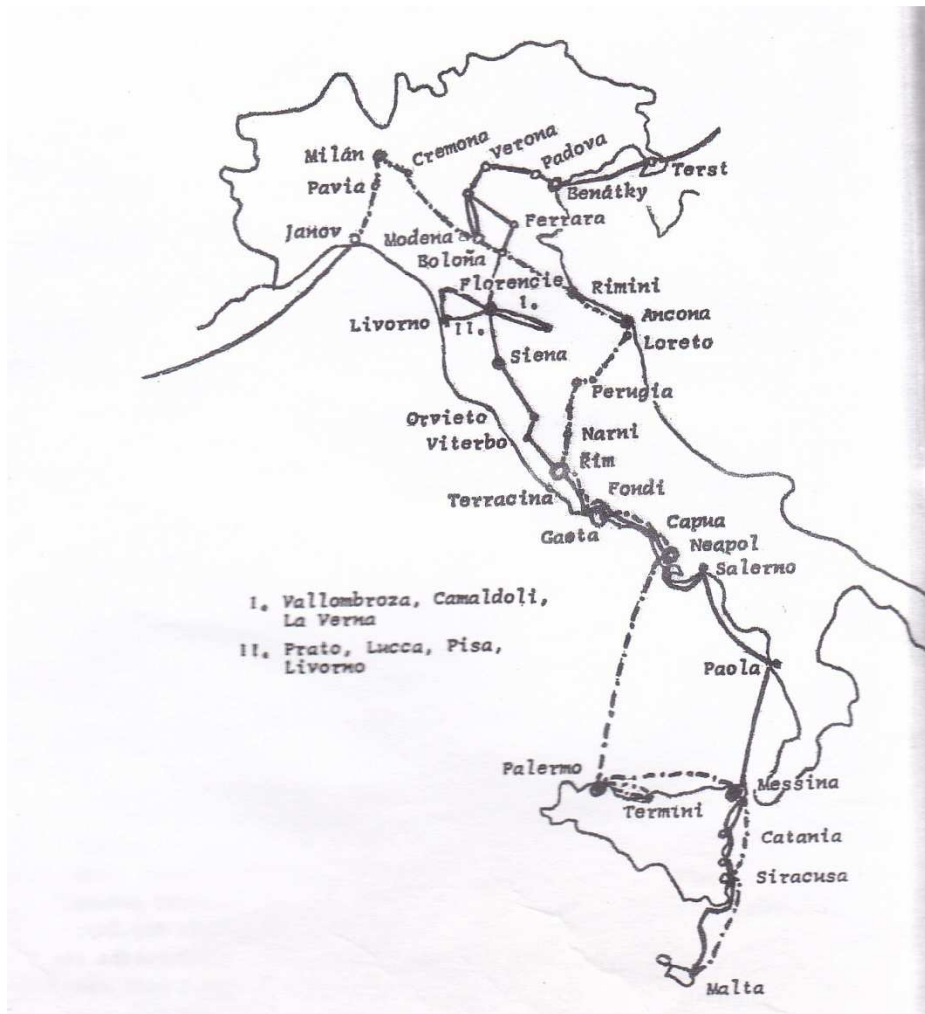 Verona
Milán
Cremona
Padova
Terst
Pavia
Benátky
Ferrara
Janov
Modena
Boloňa
Florencie
Rimini
I.
Livorno
II.
Ancona
Loreto
Siena
Perugia
Orvieto
Viterbo
Narni
Řím
Terracina
Fondi
Gaeta
Capua
Neapol
Salerno
I. Vallombroza, Camaldoli,
La Verna
II. Prato, Lucca, Pisa,
Livorno
Paola
Palermo
Messina
Termini
Catania
Siracusa
Malta